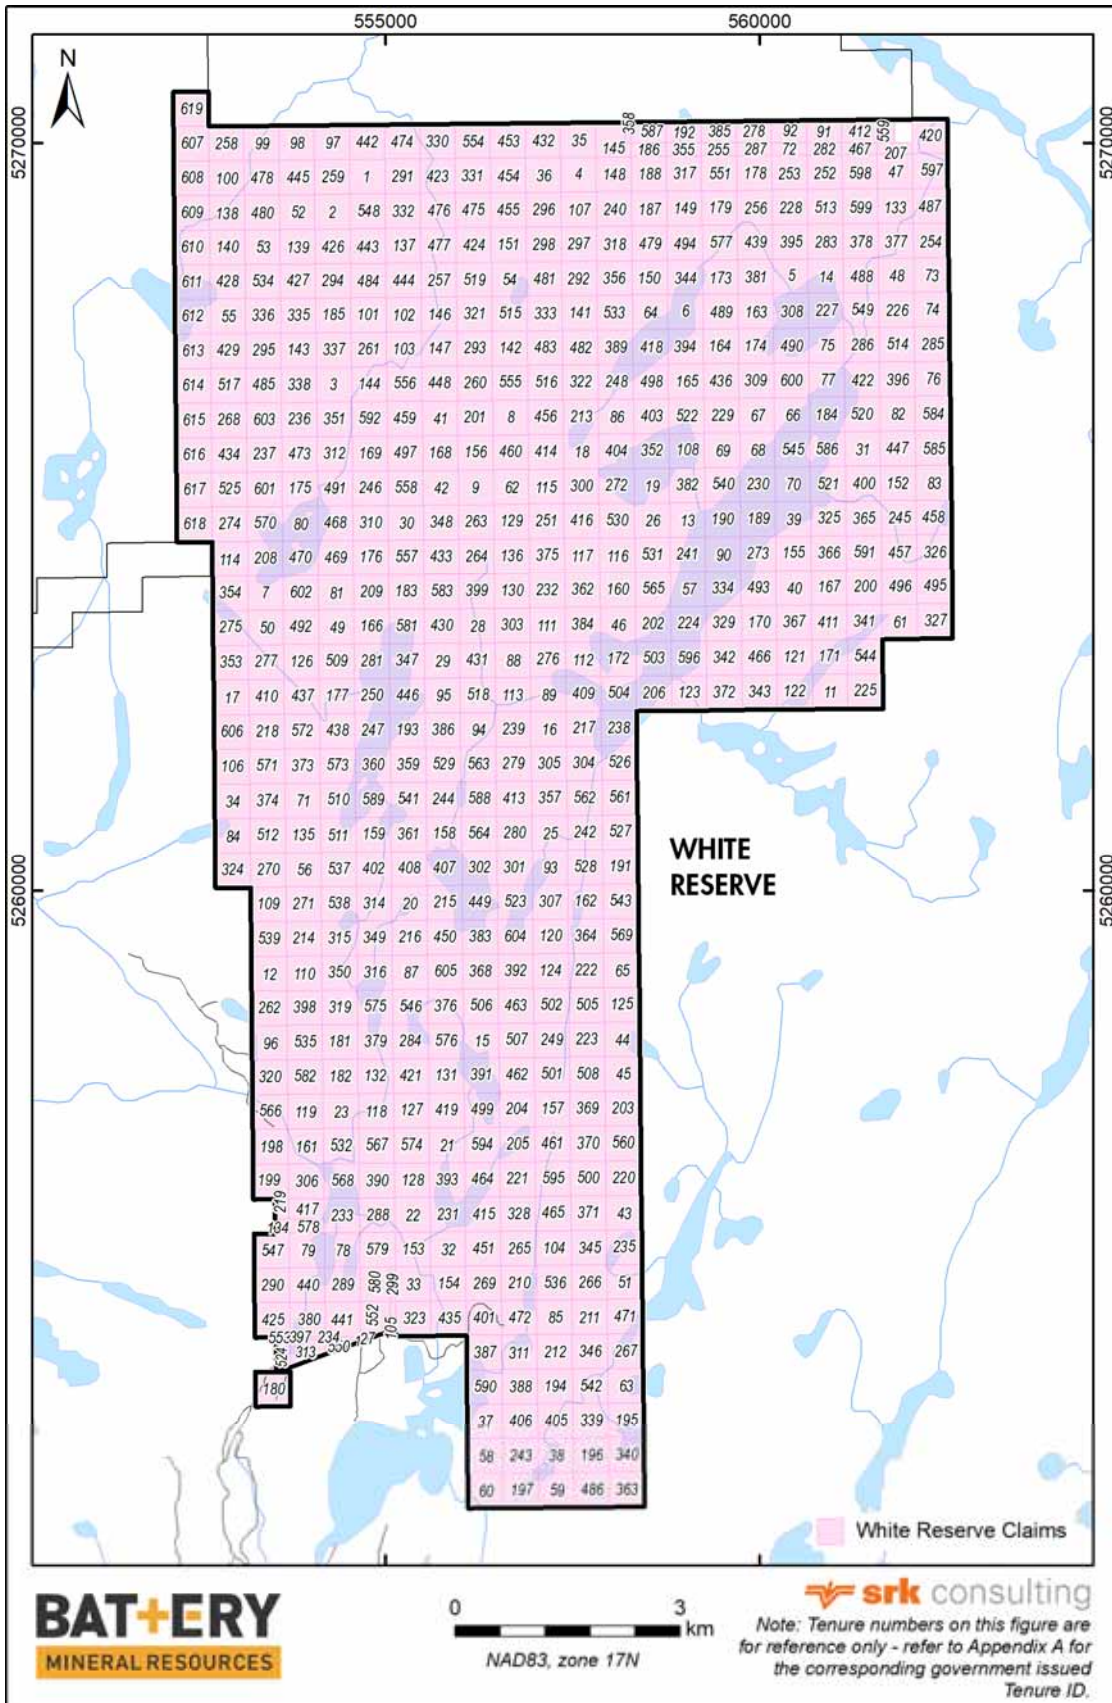 555000 560000
N
5270000
5270000
5260000
5260000
619
358 587 192 385 278 92 91 412 559
607 258 99 98 97 442 474 330 554 453 432 35 420
145 186 355 255 287 72 282 467 207
608 100 478 445 259 1 291 423 331 454 36 4 148 188 317 551 178 253 252 598 47 597
609 138 480 52 2 548 332 476 475 455 296 107 240 187 149 179 256 228 513 599 133 487
610 140 53 139 426 443 137 477 424 151 298 297 318 479 494 577 439 395 283 378 377 254
611 428 534 427 294 484 444 257 519 54 481 292 356 150 344 173 381 5 14 488 48 73
612 55 336 335 185 101 102 146 321 515 333 141 533 64 6 489 163 308 227 549 226 74
613 429 295 143 337 261 103 147 293 142 483 482 389 418 394 164 174 490 75 286 514 285
614 517 485 338 3 144 556 448 260 555 516 322 248 498 165 436 309 600 77 422 396 76
615 268 603 236 351 592 459 41 201 8 456 213 86 403 522 229 67 66 184 520 82 584
616 434 237 473 312 169 497 168 156 460 414 18 404 352 108 69 68 545 586 31 447 585
617 525 601 175 491 246 558 42 9 62 115 300 272 19 382 540 230 70 521 400 152 83
618 274 570 80 468 310 30 348 263 129 251 416 530 26 13 190 189 39 325 365 245 458
114 208 470 469 176 557 433 264 136 375 117 116 531 241 90 273 155 366 591 457 326
354 7 602 81 209 183 583 399 130 232 362 160 565 57 334 493 40 167 200 496 495
275 50 492 49 166 581 430 28 303 111 384 46 202 224 329 170 367 411 341 61 327
353 277 126 509 281 347 29 431 88 276 112 172 503 596 342 466 121 171 544
17 410 437 177 250 446 95 518 113 89 409 504 206 123 372 343 122 11 225
606 218 572 438 247 193 386 94 239 16 217 238
106 571 373 573 360 359 529 563 279 305 304 526
34 374 71 510 589 541 244 588 413 357 562 561
84 512 135 511 159 361 158 564 280 25 242 527
324 270 56 537 402 408 407 302 301 93 528 191
109 271 538 314 20 215 449 523 307 162 543
539 214 315 349 216 450 383 604 120 364 569
12 110 350 316 87 605 368 392 124 222 65
262 398 319 575 546 376 506 463 502 505 125
96 535 181 379 284 576 15 507 249 223 44
320 582 182 132 421 131 391 462 501 508 45
566 119 23 118 127 419 499 204 157 369 203
198 161 532 567 574 21 594 205 461 370 560
199 306 568 390 128 393 464 221 595 500 220
219 417 233 288 22 231 415 328 465 371 43
134 578
547 79 78 579 153 32 451 265 104 345 235
290 440 289 580 299 33 154 269 210 536 266 51
425 380 441 552 105 323 435 401 472 85 211 471
553 397 234 27
524 313 387 311 212 346 267
180 590 388 194 542 63
37 406 405 339 195
58 243 38 196 340
60 197 59 486 363
WHITE
RESERVE
White Reserve Claims
BATTERY
MINERAL RESOURCES
0 3
km
NAD83, zone 17N
srk consulting
Note: Tenure numbers on this figure are
for reference only - refer to Appendix A for
the corresponding government issued
Tenure ID.